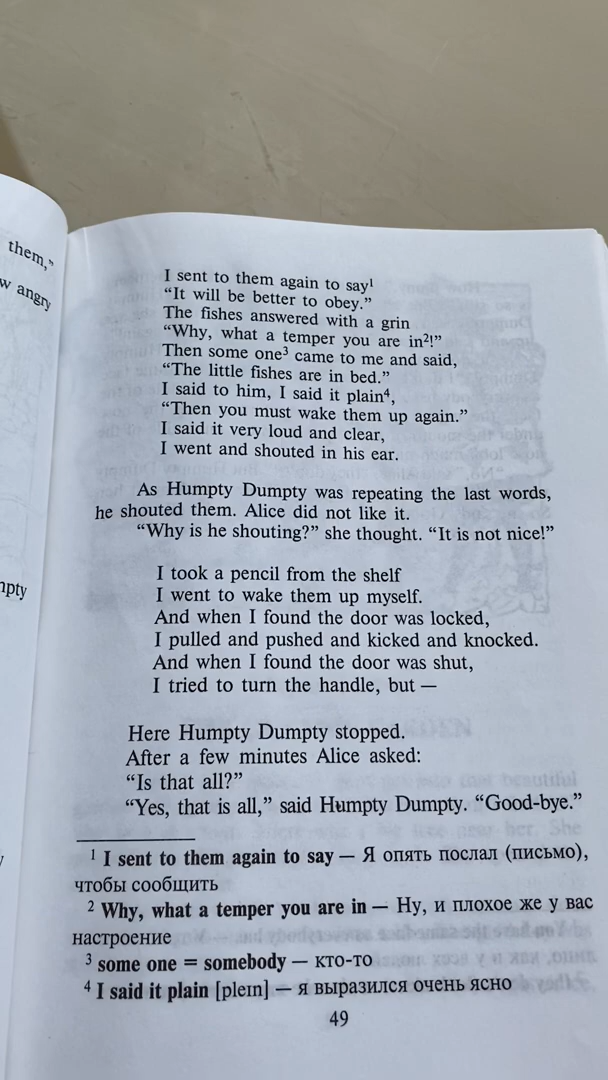 them,”
w angry
mpty
I sent to them again to say¹
“It will be better to obey.”
The fishes answered with a grin
“Why, what a temper you are in²!”
Then some one³ came to me and said,
“The little fishes are in bed.”
I said to him, I said it plain⁴,
“Then you must wake them up again.”
I said it very loud and clear,
I went and shouted in his ear.
As Humpty Dumpty was repeating the last words,
he shouted them. Alice did not like it.
“Why is he shouting?” she thought. “It is not nice!”
I took a pencil from the shelf
I went to wake them up myself.
And when I found the door was locked,
I pulled and pushed and kicked and knocked.
And when I found the door was shut,
I tried to turn the handle, but —
Here Humpty Dumpty stopped.
After a few minutes Alice asked:
“Is that all?”
“Yes, that is all,” said Humpty Dumpty. “Good-bye.”
¹ I sent to them again to say — Я опять послал (письмо),
чтобы сообщить
² Why, what a temper you are in — Ну, и плохое же у вас
настроение
³ some one = somebody — кто-то
⁴ I said it plain [pleɪn] — я выразился очень ясно
49